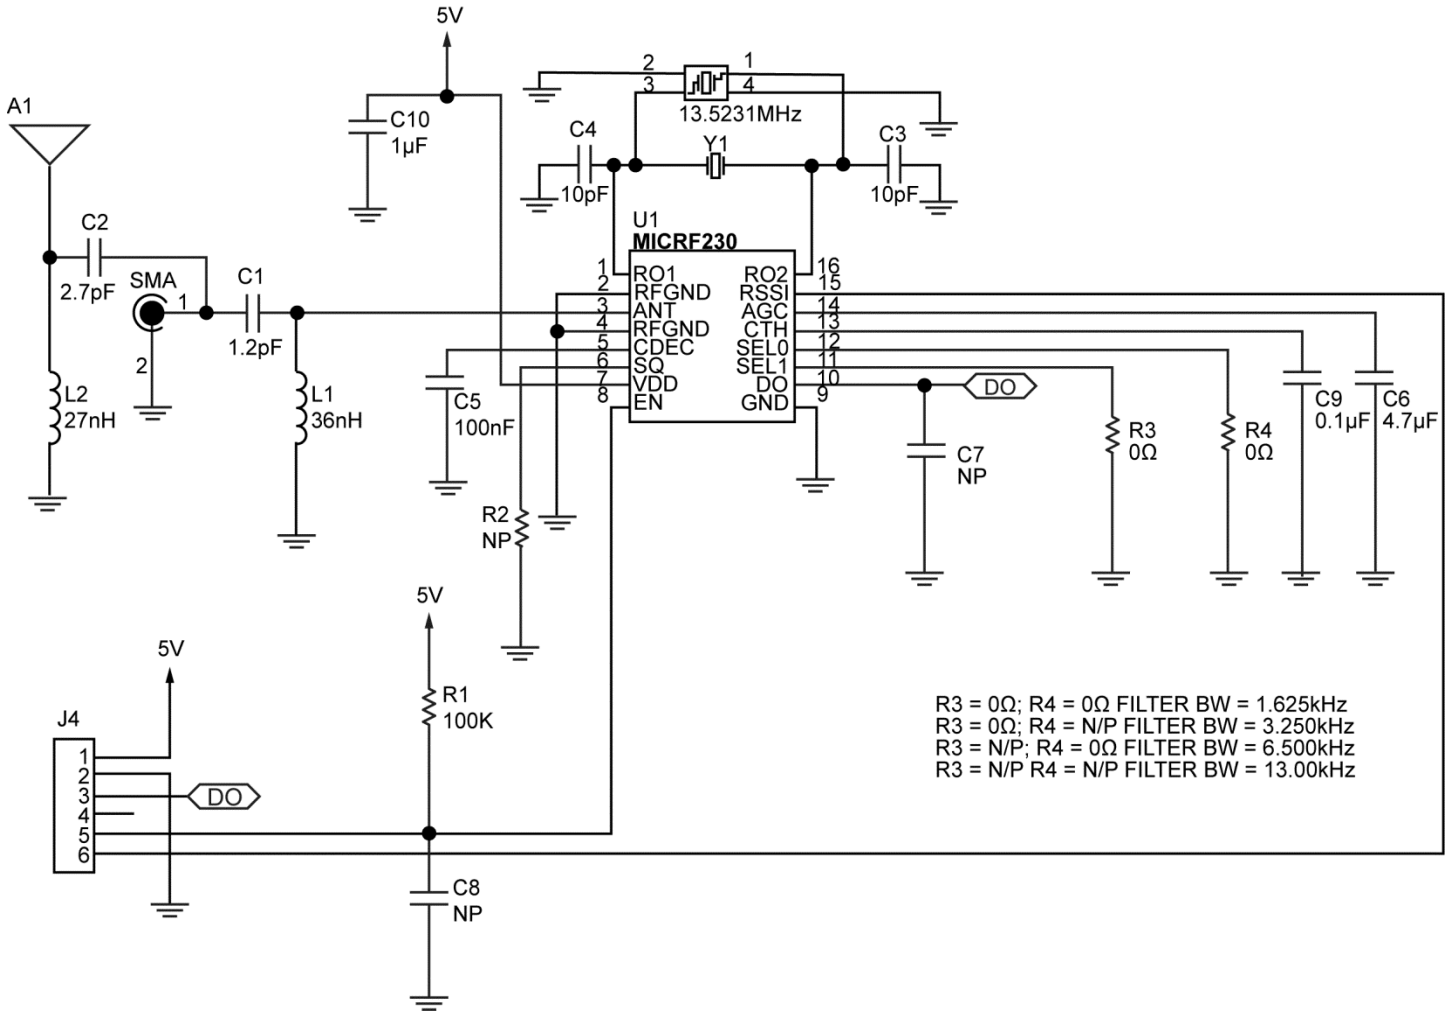 5V
A1
C10
1µF
2
1
3
4
13.5231MHz
C4
10pF
Y1
C3
10pF
C2
2.7pF
SMA
1
2
C1
1.2pF
L2
27nH
L1
36nH
U1
MICRF230
1 RO1
2 RFGND
3 ANT
4 RFGND
5 CDEC
6 SQ
7 VDD
8 EN
RO2 16
RSSI 15
AGC 14
CTH 13
SEL0 12
SEL1 11
DO 10
GND 9
DO
C5
100nF
C7
NP
R3
0Ω
R4
0Ω
C9
0.1µF
C6
4.7µF
R2
NP
5V
R1
100K
5V
J4
1
2
3
4
5
6
DO
C8
NP
R3 = 0Ω; R4 = 0Ω FILTER BW = 1.625kHz
R3 = 0Ω; R4 = N/P FILTER BW = 3.250kHz
R3 = N/P; R4 = 0Ω FILTER BW = 6.500kHz
R3 = N/P R4 = N/P FILTER BW = 13.00kHz